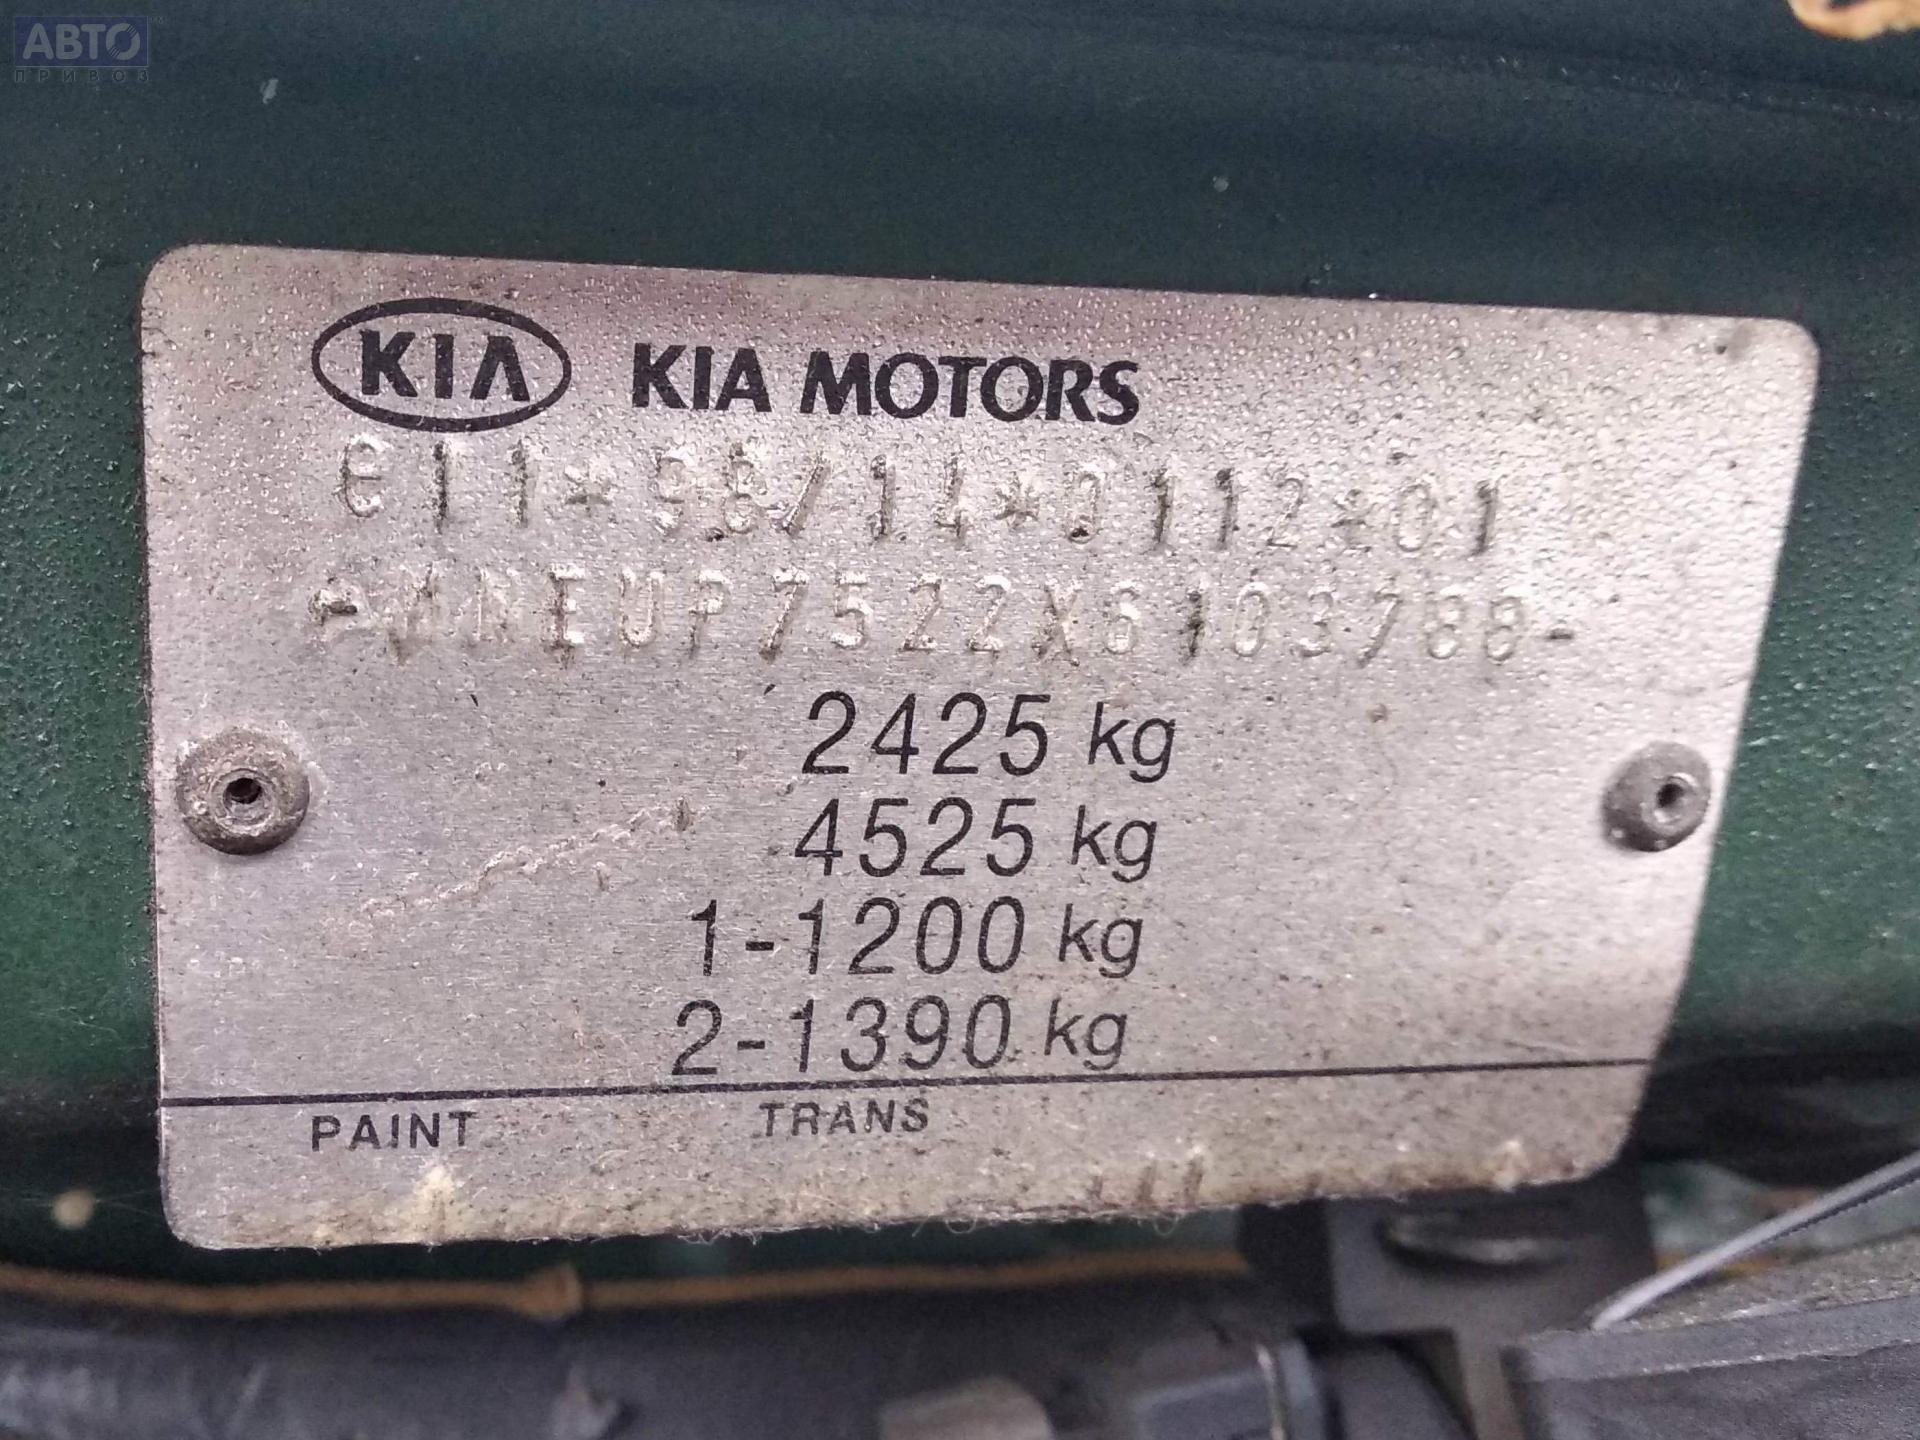 АВТО
ПРИВОЗ
KIA KIA MOTORS
e11*98/14*0112*01
2425 kg
4525 kg
1-1200 kg
2-1390 kg
PAINT TRANS